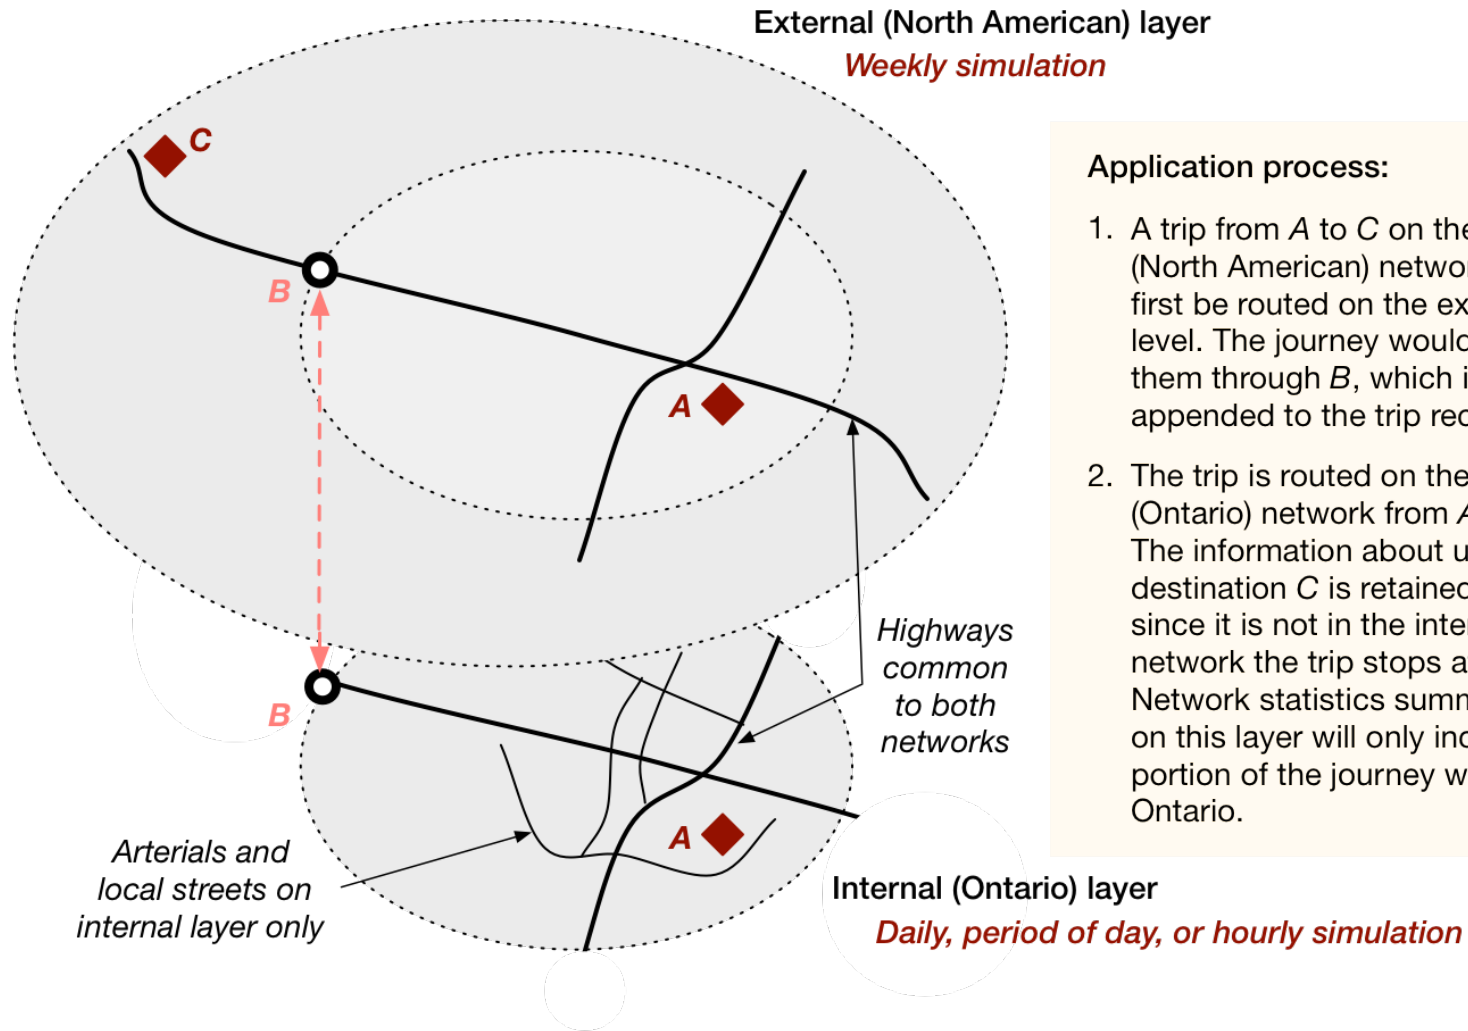 External (North American) layer
Weekly simulation
C
B
A
Application process:
1. A trip from A to C on the
(North American) networ
first be routed on the ex
level. The journey would
them through B, which i
appended to the trip rec
2. The trip is routed on the
(Ontario) network from A
The information about u
destination C is retained
since it is not in the inter
network the trip stops a
Network statistics summ
on this layer will only inc
portion of the journey w
Ontario.
Highways
common
to both
networks
B
A
Arterials and
local streets on
internal layer only
Internal (Ontario) layer
Daily, period of day, or hourly simulation